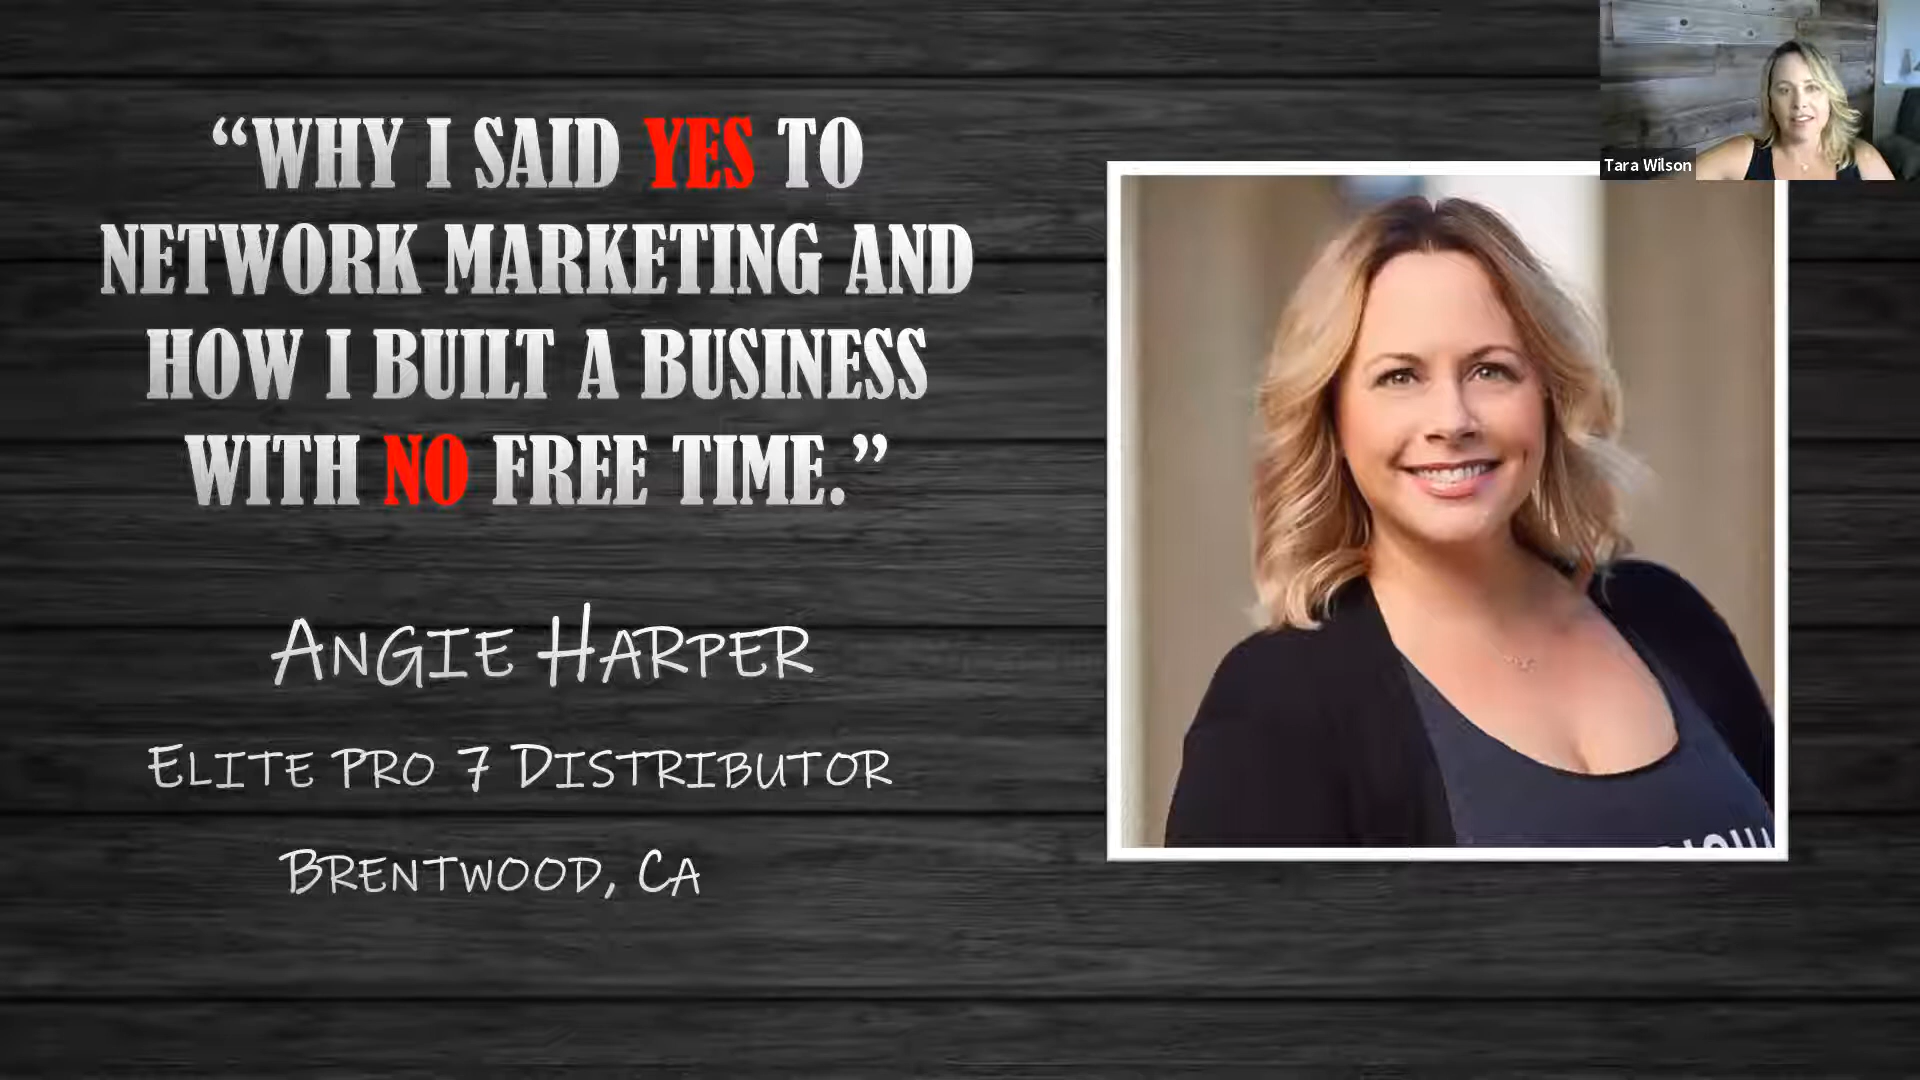 “WHY I SAID YES TO
NETWORK MARKETING AND
HOW I BUILT A BUSINESS
WITH NO FREE TIME.”
ANGIE HARPER
ELITE PRO 7 DISTRIBUTOR
BRENTWOOD, CA
Tara Wilson